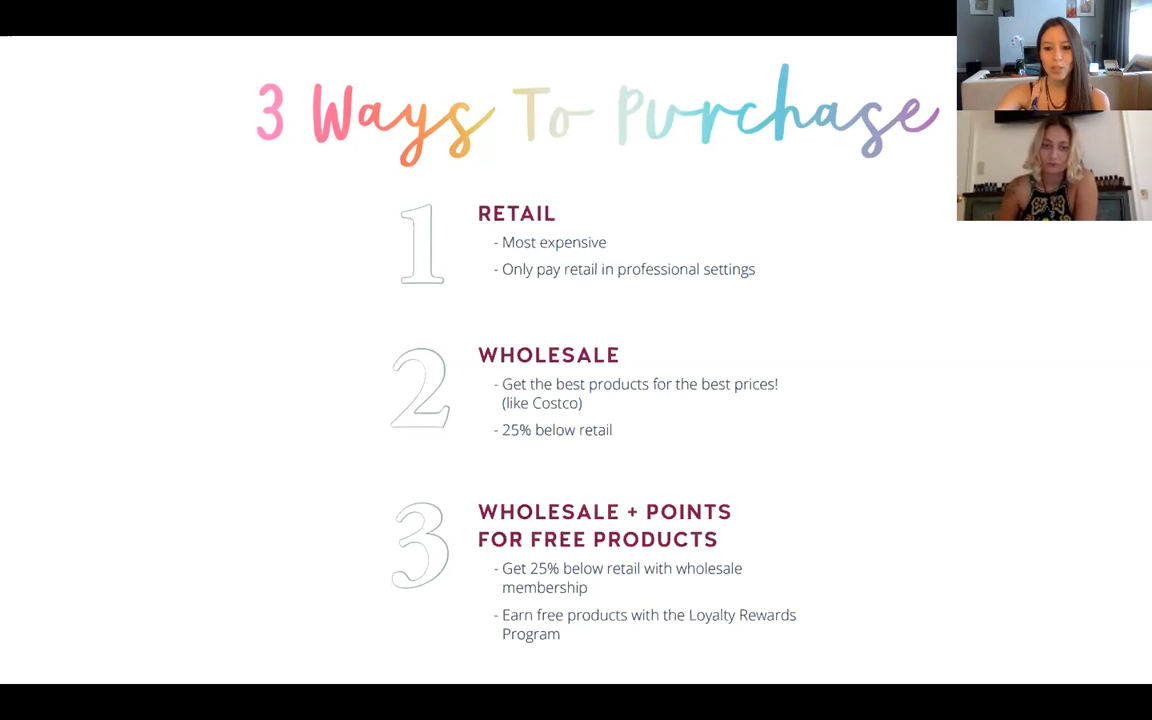 3 Ways To Purchase
1
RETAIL
- Most expensive
- Only pay retail in professional settings
2
WHOLESALE
- Get the best products for the best prices!
(like Costco)
- 25% below retail
3
WHOLESALE + POINTS
FOR FREE PRODUCTS
- Get 25% below retail with wholesale
membership
- Earn free products with the Loyalty Rewards
Program